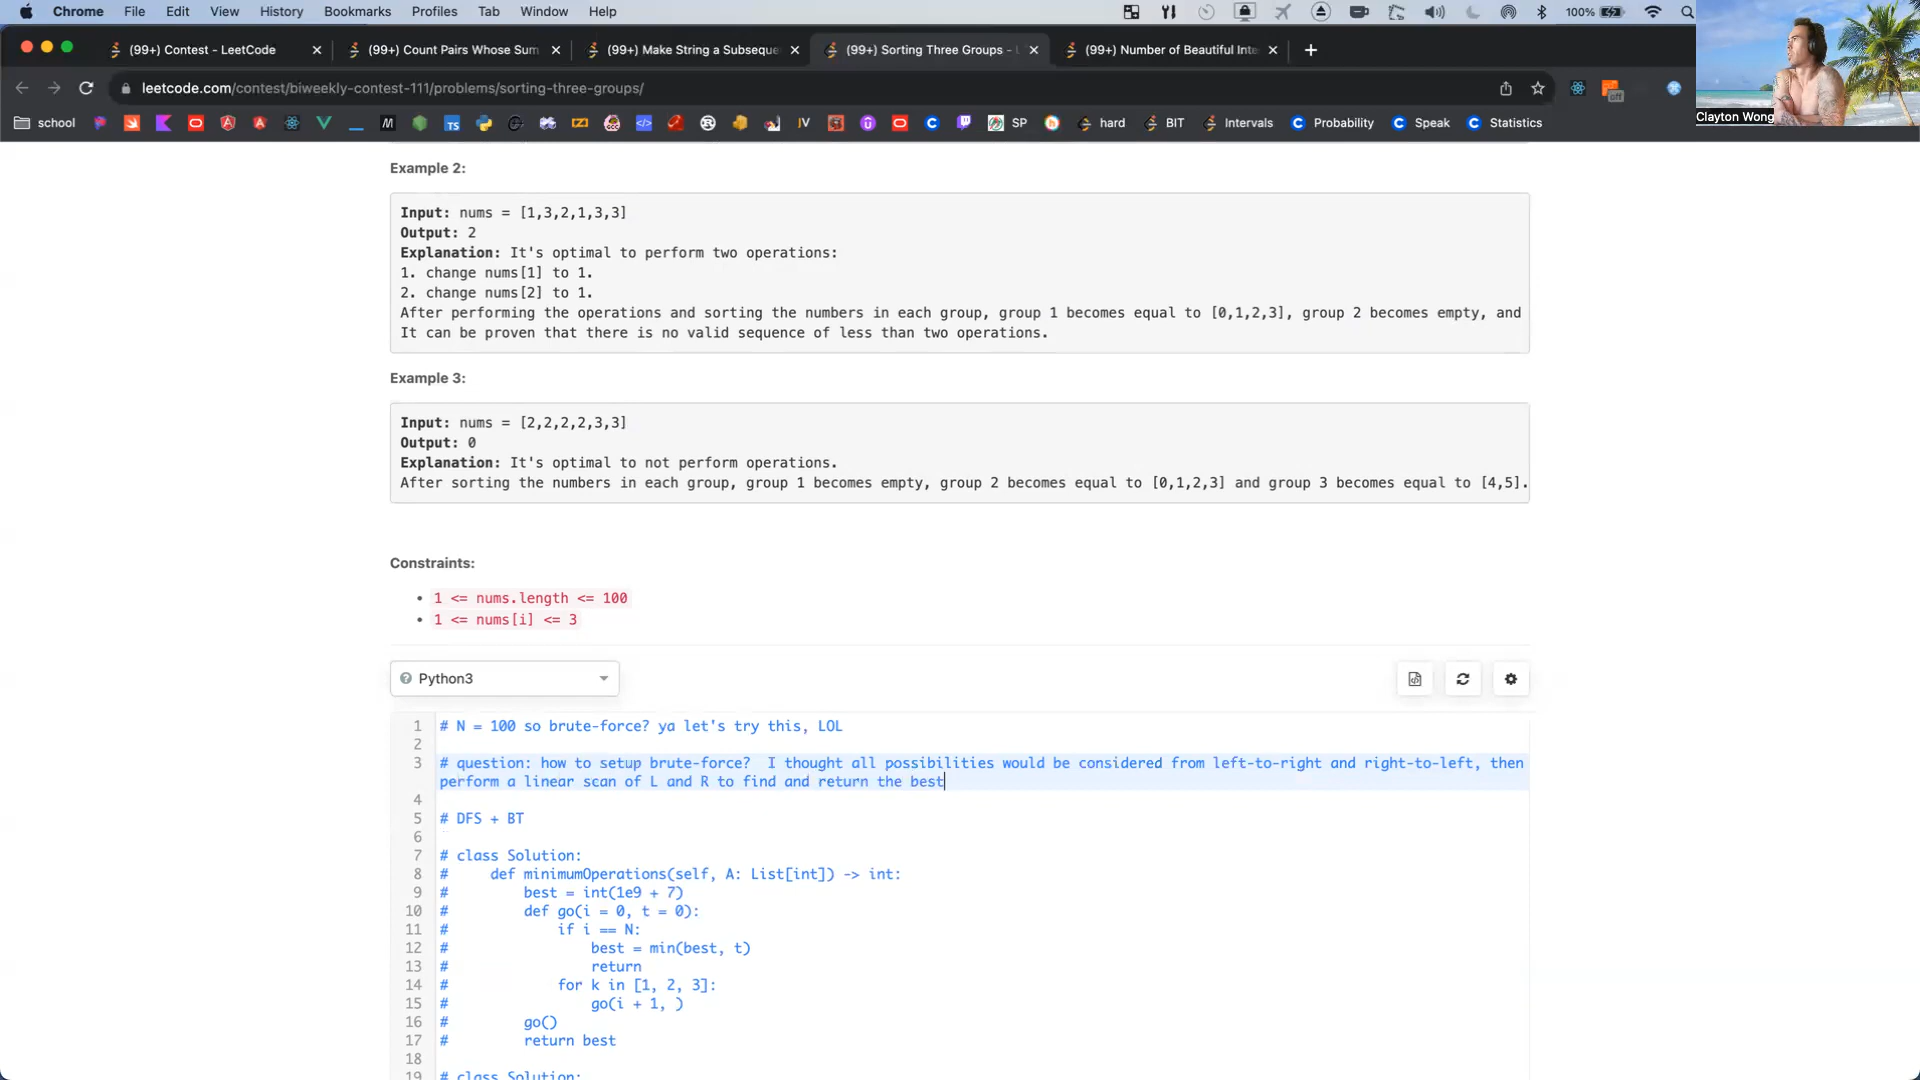 Chrome File Edit View History Bookmarks Profiles Tab Window Help 100%
(99+) Contest - LeetCode (99+) Count Pairs Whose Sum (99+) Make String a Subseque (99+) Sorting Three Groups - (99+) Number of Beautiful Inte
leetcode.com/contest/biweekly-contest-111/problems/sorting-three-groups/
off
Clayton Wong
school TS JV SP hard BIT Intervals Probability Speak Statistics
Example 2:
Input: nums = [1,3,2,1,3,3]
Output: 2
Explanation: It's optimal to perform two operations:
1. change nums[1] to 1.
2. change nums[2] to 1.
After performing the operations and sorting the numbers in each group, group 1 becomes equal to [0,1,2,3], group 2 becomes empty, and
It can be proven that there is no valid sequence of less than two operations.
Example 3:
Input: nums = [2,2,2,2,3,3]
Output: 0
Explanation: It's optimal to not perform operations.
After sorting the numbers in each group, group 1 becomes empty, group 2 becomes equal to [0,1,2,3] and group 3 becomes equal to [4,5].
Constraints:
• 1 <= nums.length <= 100
• 1 <= nums[i] <= 3
Python3
1 # N = 100 so brute-force? ya let's try this, LOL
2
3 # question: how to setup brute-force?  I thought all possibilities would be considered from left-to-right and right-to-left, then
perform a linear scan of L and R to find and return the best
4
5 # DFS + BT
6
7 # class Solution:
8 #     def minimumOperations(self, A: List[int]) -> int:
9 #         best = int(1e9 + 7)
10 #         def go(i = 0, t = 0):
11 #             if i == N:
12 #                 best = min(best, t)
13 #                 return
14 #             for k in [1, 2, 3]:
15 #                 go(i + 1, )
16 #         go()
17 #         return best
18
19 # class Solution: